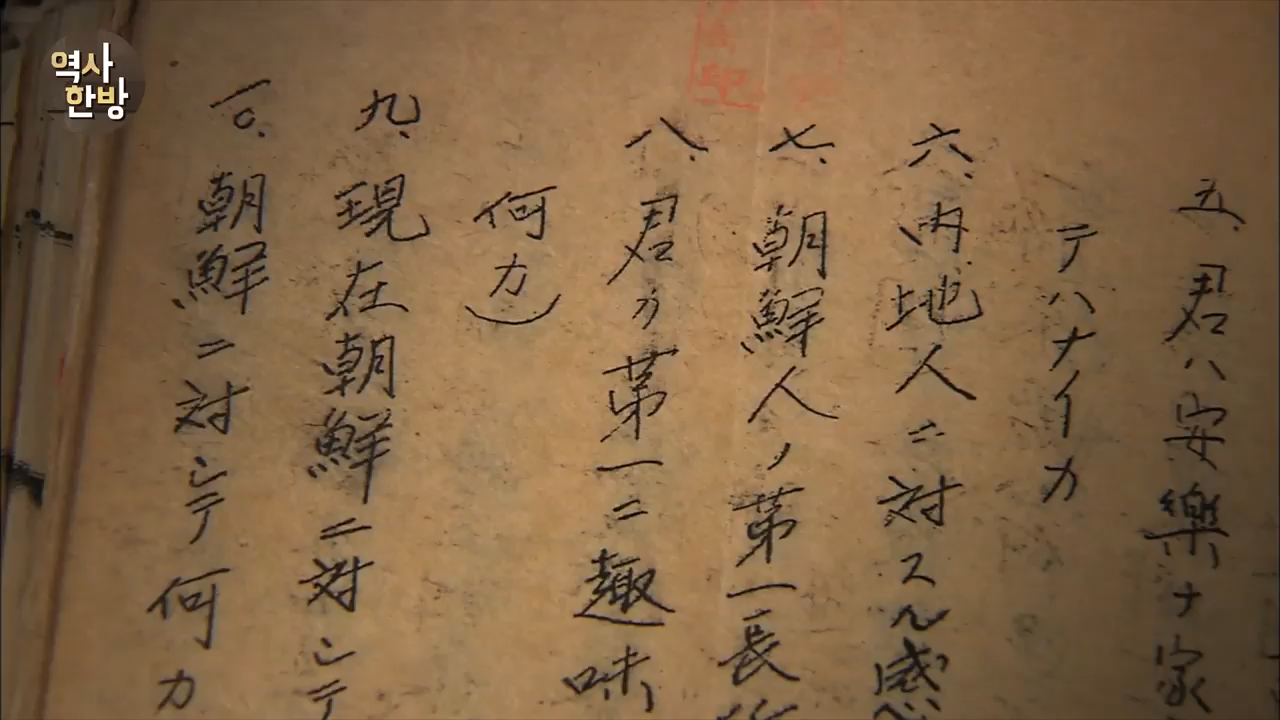 역사
한방
五、君ハ安樂ナ家
テハナイカ
六、内地人ニ対スル感
七、朝鮮人ノ第一長
八、君ガ第一ニ趣味
何カ)
九、現在朝鮮ニ対シテ
一〇、朝鮮ニ対シテ何カ